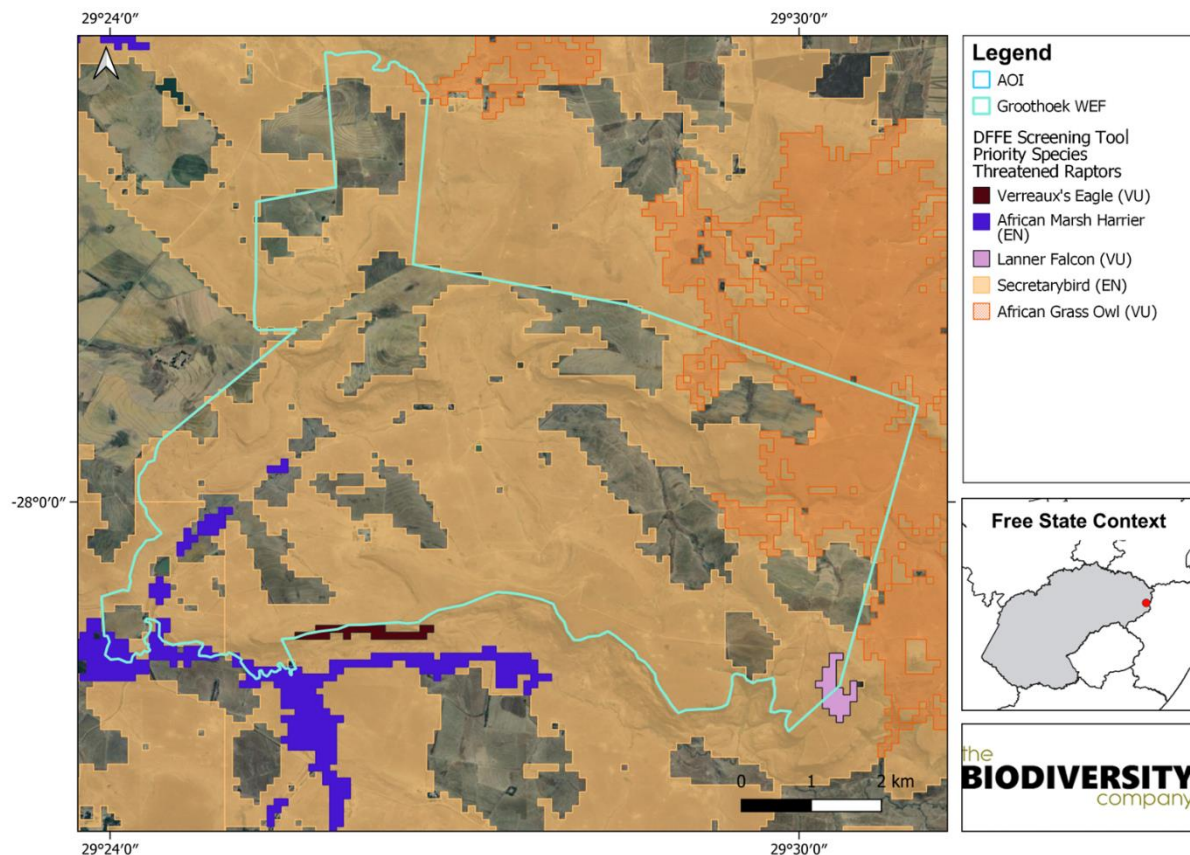 29°24′0″
29°30′0″
-28°0′0″
0 1 2 km
29°24′0″
29°30′0″
Legend
AOI
Groothoek WEF
DFFE Screening Tool
Priority Species
Threatened Raptors
Verreaux's Eagle (VU)
African Marsh Harrier
(EN)
Lanner Falcon (VU)
Secretarybird (EN)
African Grass Owl (VU)
Free State Context
the
BIODIVERSITY
company